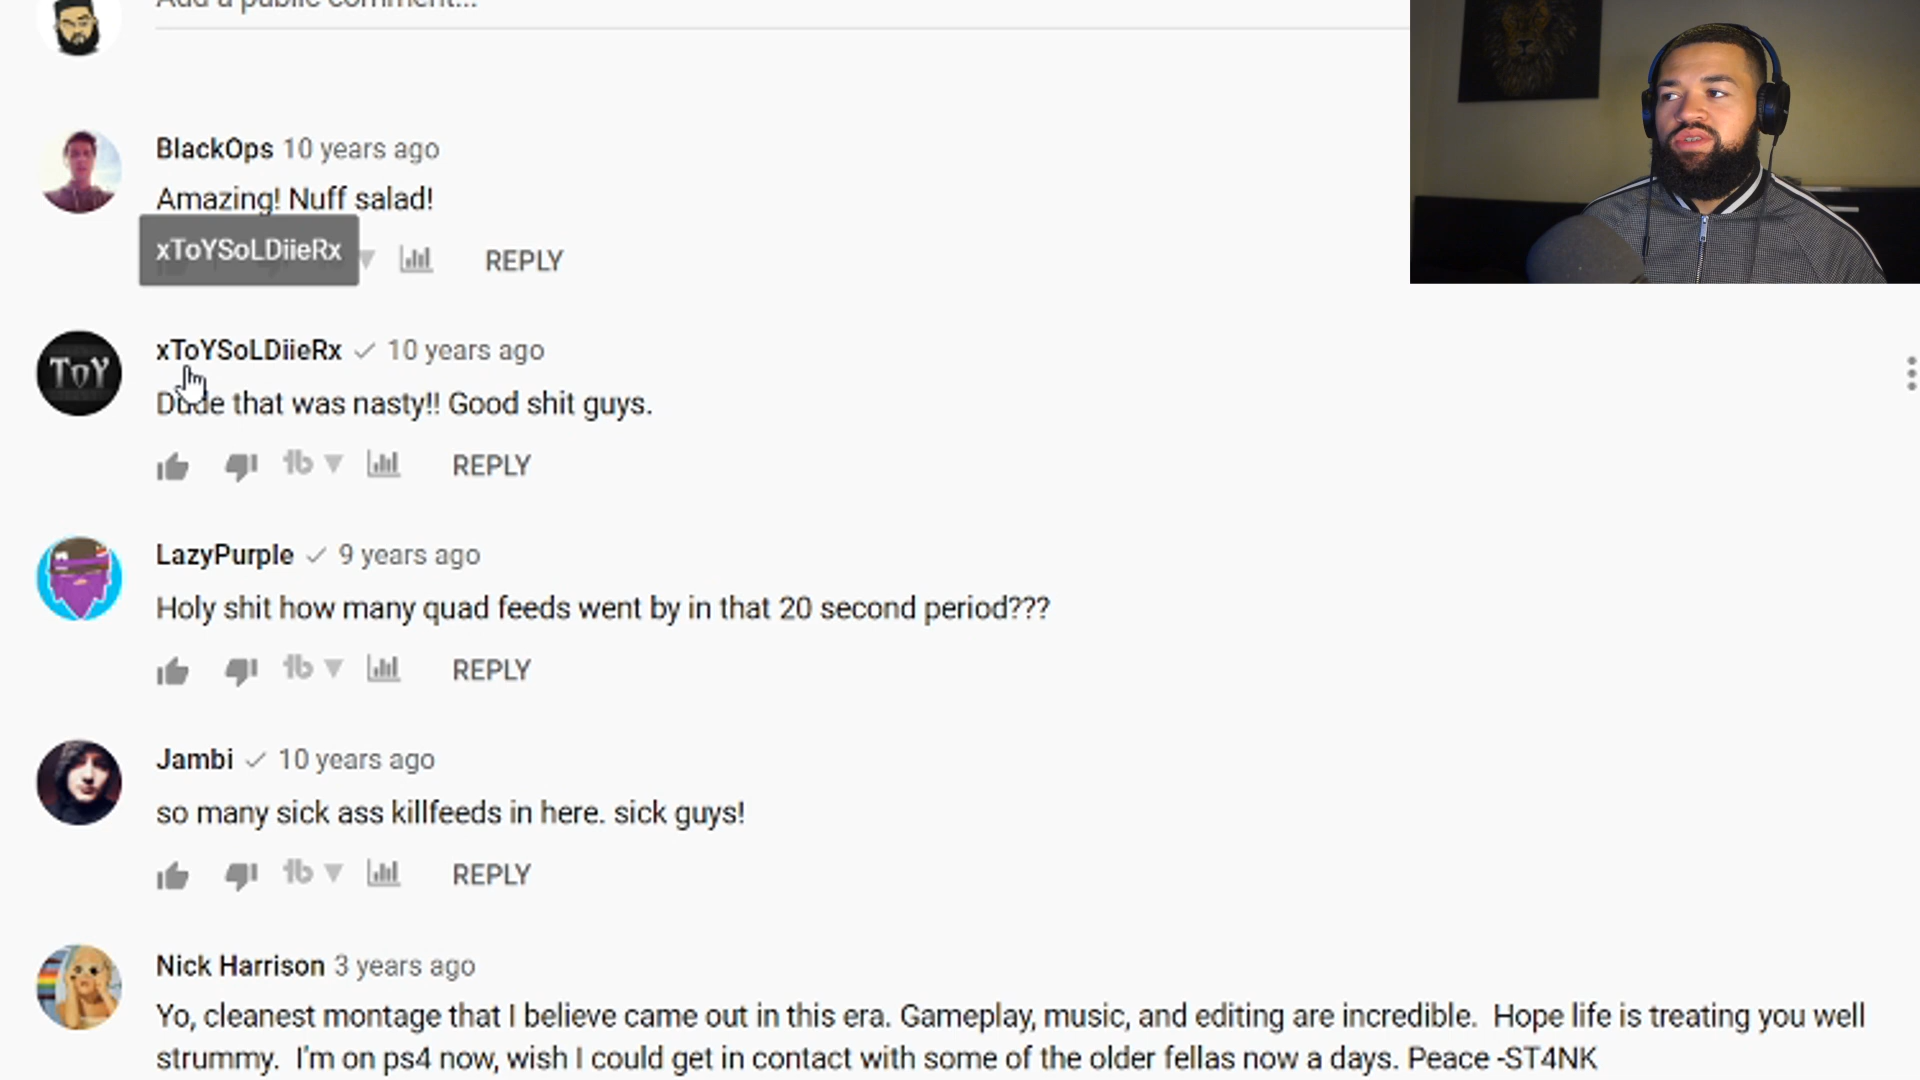 Add a public comment...
BlackOps 10 years ago
Amazing! Nuff salad!
xToYSoLDiieRx
REPLY
ToY
xToYSoLDiieRx 10 years ago
Dude that was nasty!! Good shit guys.
tb REPLY
LazyPurple 9 years ago
Holy shit how many quad feeds went by in that 20 second period???
tb REPLY
Jambi 10 years ago
so many sick ass killfeeds in here. sick guys!
tb REPLY
Nick Harrison 3 years ago
Yo, cleanest montage that I believe came out in this era. Gameplay, music, and editing are incredible. Hope life is treating you well
strummy. I'm on ps4 now, wish I could get in contact with some of the older fellas now a days. Peace -ST4NK